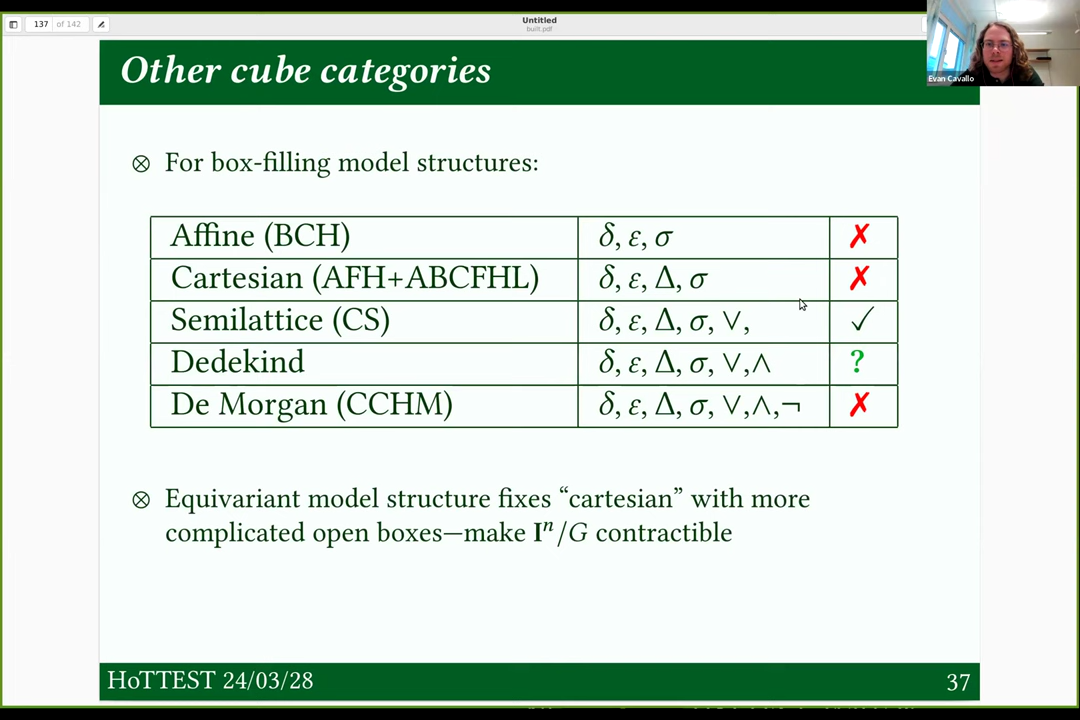 137 of 142
Untitled
built.pdf
Evan Cavallo
Other cube categories
⊗ For box-filling model structures:
Affine (BCH) δ, ε, σ ✗
Cartesian (AFH+ABCFHL) δ, ε, Δ, σ ✗
Semilattice (CS) δ, ε, Δ, σ, ∨, ✓
Dedekind δ, ε, Δ, σ, ∨,∧ ?
De Morgan (CCHM) δ, ε, Δ, σ, ∨,∧,¬ ✗
⊗ Equivariant model structure fixes “cartesian” with more
complicated open boxes—make Iⁿ/G contractible
HoTTEST 24/03/28 37